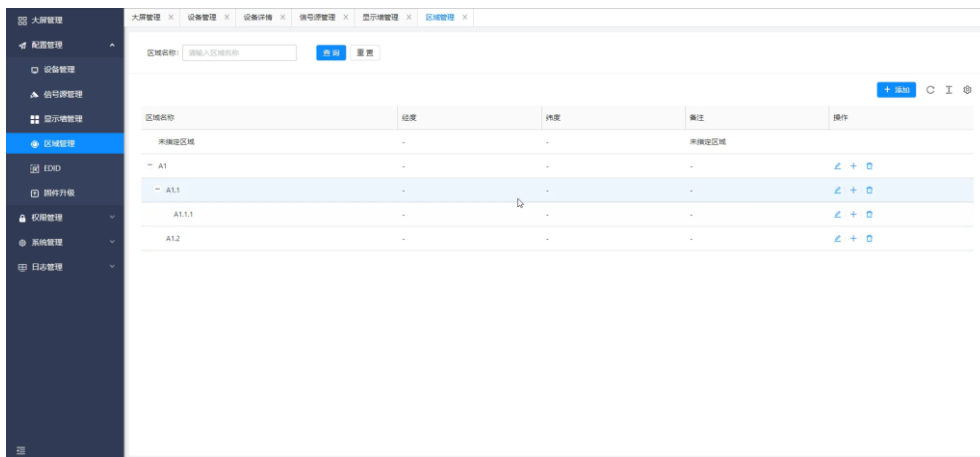 大屏管理
配置管理
设备管理
信号源管理
显示墙管理
区域管理
EDID
固件升级
权限管理
系统管理
日志管理
大屏管理 设备管理 设备详情 信号源管理 显示墙管理 区域管理
区域名称: 请输入区域名称 查询 重置
+ 添加
区域名称 经度 纬度 备注 操作
未指定区域 - - 未指定区域
A1 - - -
A1.1 - - -
A1.1.1 - - -
A1.2 - - -